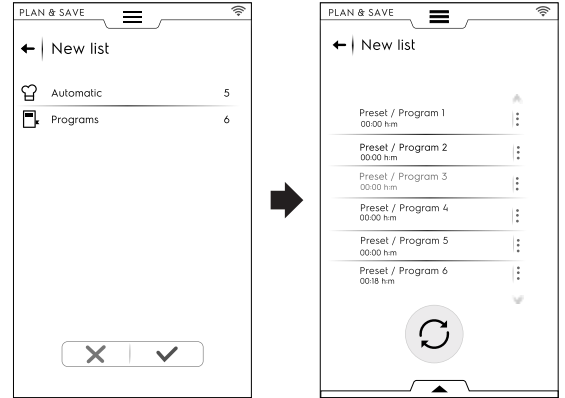 PLAN & SAVE
New list
Automatic 5
Programs 6
PLAN & SAVE
New list
Preset / Program 1
00:00 h:m
Preset / Program 2
00:00 h:m
Preset / Program 3
00:00 h:m
Preset / Program 4
00:00 h:m
Preset / Program 5
00:00 h:m
Preset / Program 6
00:18 h:m